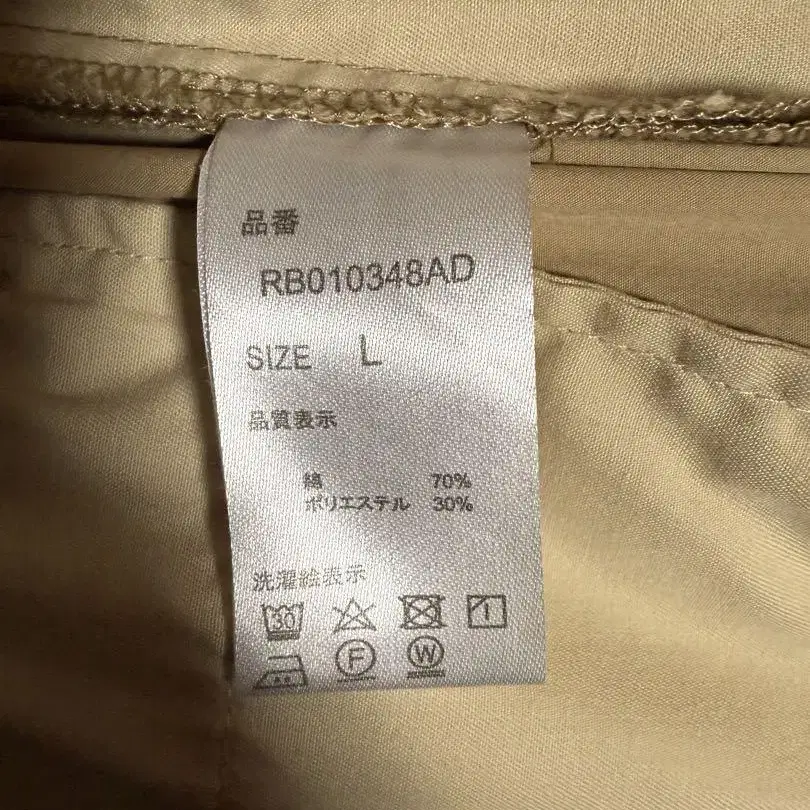 品番
RB010348AD
SIZE L
品質表示
綿 70%
ポリエステル 30%
洗濯絵表示
30
F W